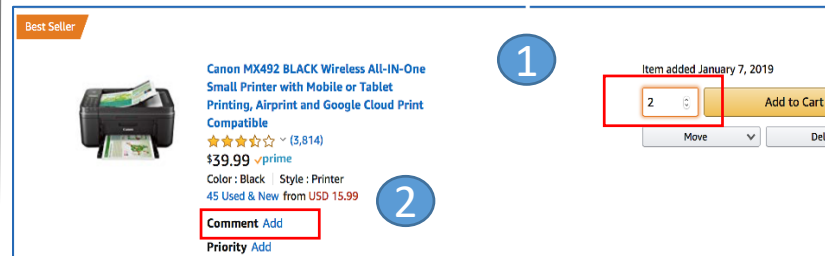 Best Seller
Canon MX492 BLACK Wireless All-IN-One
Small Printer with Mobile or Tablet
Printing, Airprint and Google Cloud Print
Compatible
(3,814)
$39.99 prime
Color : Black Style : Printer
45 Used & New from USD 15.99
Comment Add
Priority Add
1
2
Item added January 7, 2019
2 Add to Cart
Move Del